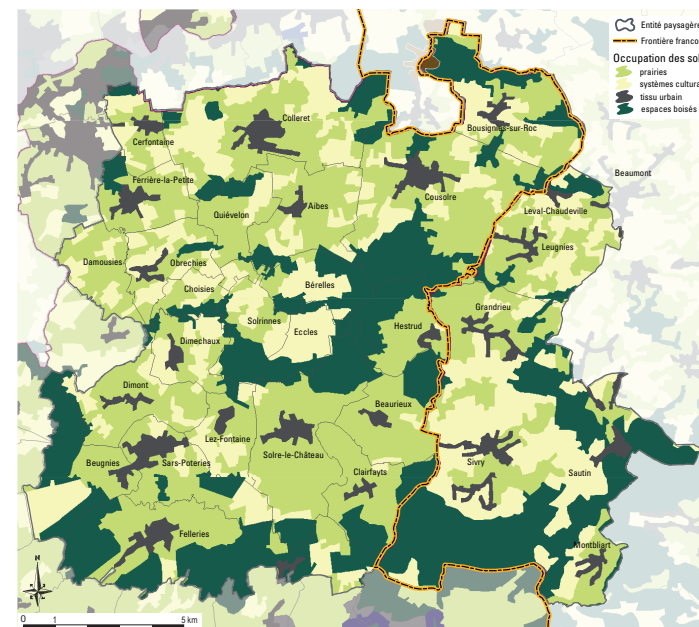 Entité paysagère
Frontière franco
Occupation des sol
prairies
systèmes cultura
tissu urbain
espaces boisés
Colleret
Cerfontaine
Bousignies-sur-Roc
Beaumont
Ferrière-la-Petite
Cousolre
Aibes
Quiévelon
Leval-Chaudeville
Leugnies
Damousies
Obrechies
Choisies
Bérelles
Grandrieu
Solrinnes
Eccles
Hestrud
Dimechaux
Dimont
Beaurieux
Lez-Fontaine
Solre-le-Château
Beugnies
Sars-Poteries
Clairfayts
Sivry
Sautin
Felleries
Montbliart
N
0 1 5 km